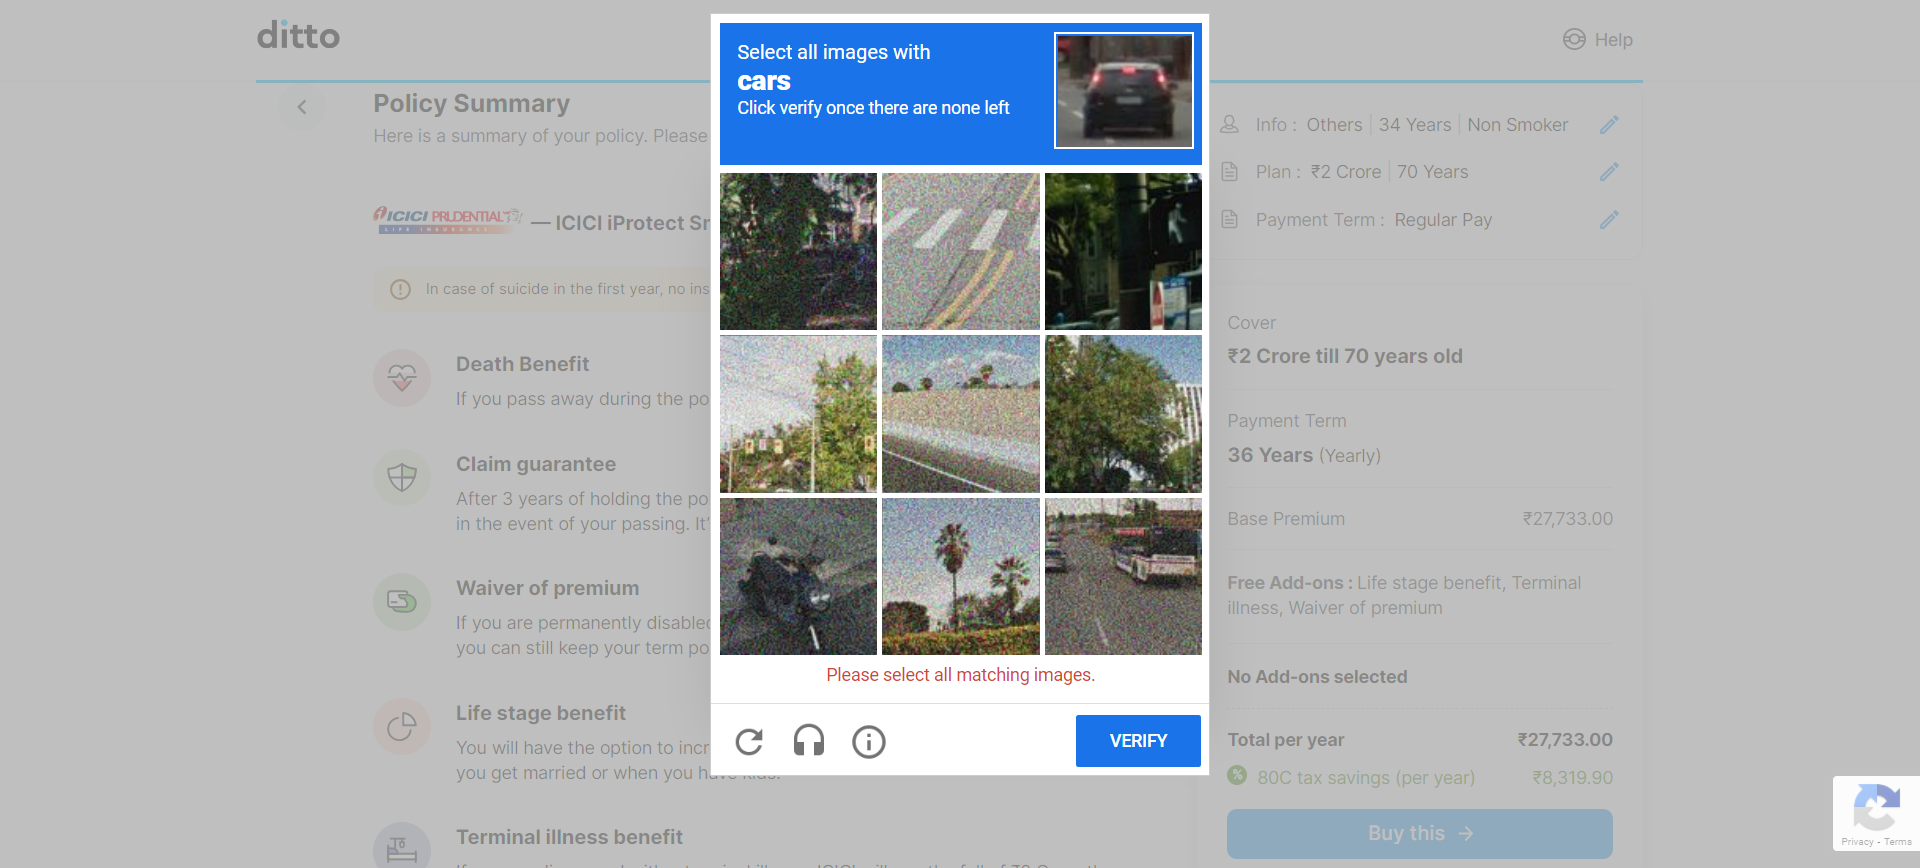 ditto
Help
Policy Summary
Here is a summary of your policy. Please
ICICI PRUDENTIAL
LIFE INSURANCE
— ICICI iProtect Sr
In case of suicide in the first year, no ins
Death Benefit
If you pass away during the po
Claim guarantee
After 3 years of holding the po
in the event of your passing. It'
Waiver of premium
If you are permanently disabled
you can still keep your term po
Life stage benefit
You will have the option to incr
you get married or when you have kids.
Terminal illness benefit
Select all images with
cars
Click verify once there are none left
Please select all matching images.
VERIFY
Info : Others | 34 Years | Non Smoker
Plan : ₹2 Crore | 70 Years
Payment Term : Regular Pay
Cover
₹2 Crore till 70 years old
Payment Term
36 Years (Yearly)
Base Premium ₹27,733.00
Free Add-ons : Life stage benefit, Terminal
illness, Waiver of premium
No Add-ons selected
Total per year ₹27,733.00
% 80C tax savings (per year) ₹8,319.90
Buy this →
Privacy - Terms